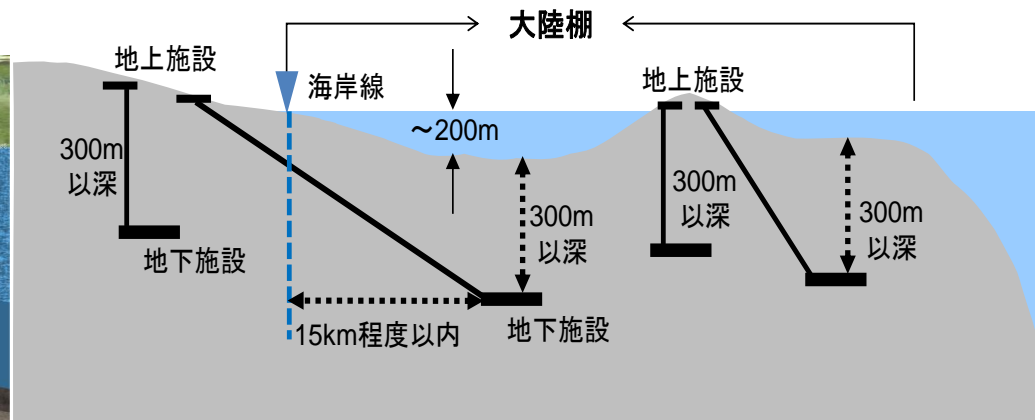 大陸棚
地上施設
海岸線
地上施設
～200m
300m
以深
300m
以深
300m
以深
300m
以深
地下施設
15km程度以内
地下施設